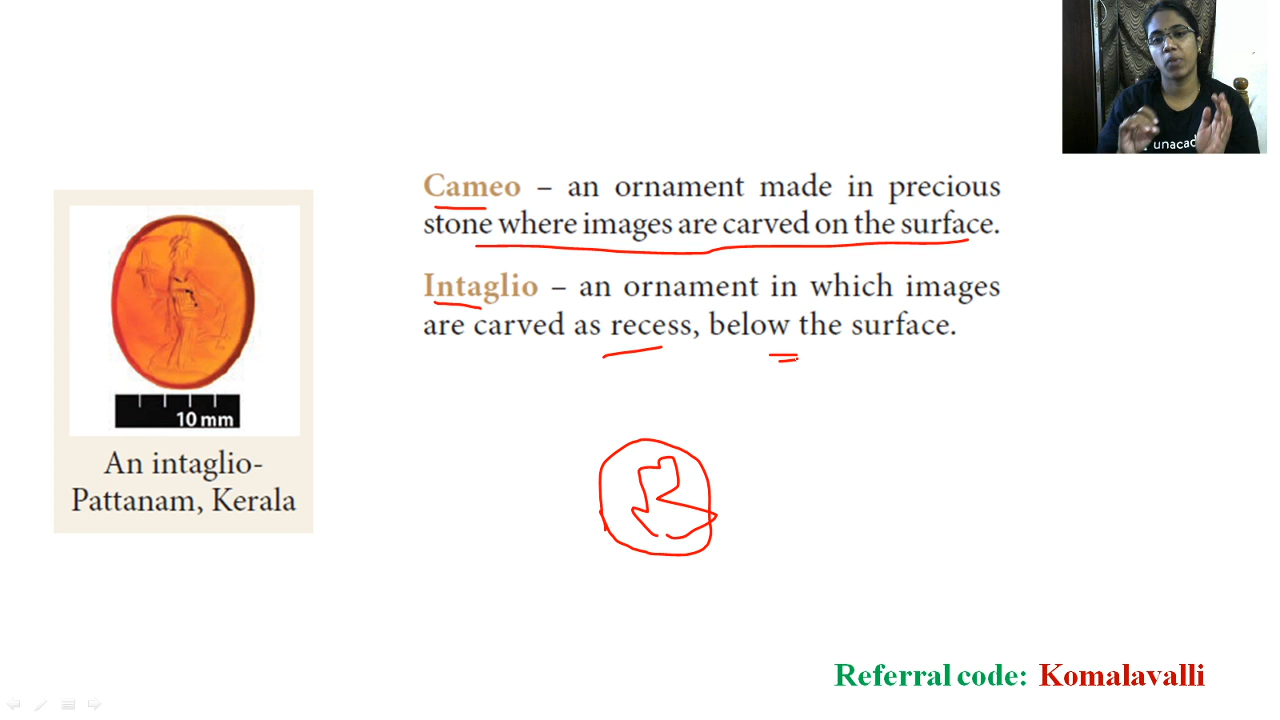 unacad
Cameo – an ornament made in precious
stone where images are carved on the surface.
Intaglio – an ornament in which images
are carved as recess, below the surface.
10 mm
An intaglio-
Pattanam, Kerala
Referral code: Komalavalli